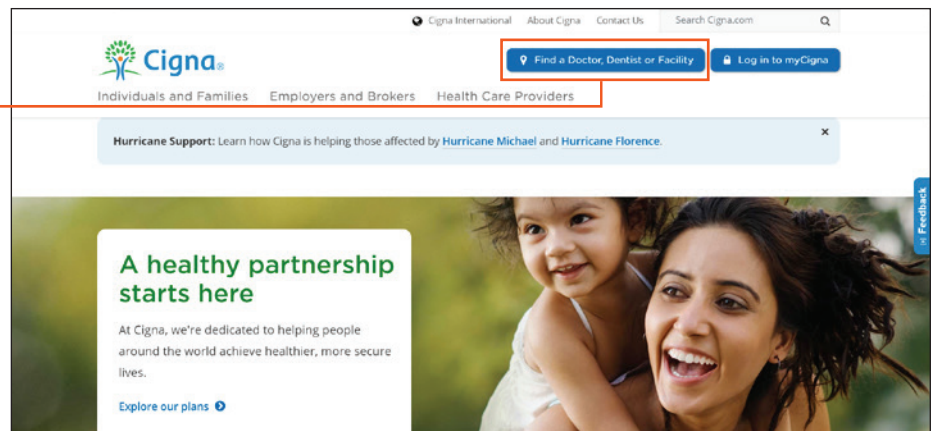 Cigna International About Cigna Contact Us Search Cigna.com
Cigna®
Find a Doctor, Dentist or Facility
Log in to myCigna
Individuals and Families Employers and Brokers Health Care Providers
Hurricane Support: Learn how Cigna is helping those affected by Hurricane Michael and Hurricane Florence.
Feedback
A healthy partnership
starts here
At Cigna, we're dedicated to helping people
around the world achieve healthier, more secure
lives.
Explore our plans